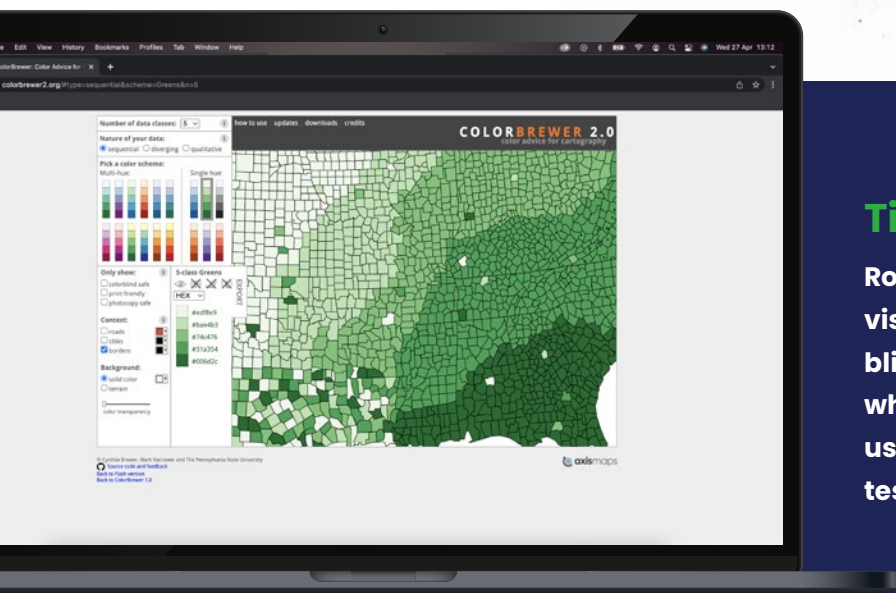 Edit View History Bookmarks Profiles Tab Window Help
Wed 27 Apr 13:12
ColorBrewer: Color Advice for
colorbrewer2.org/#type=sequential&scheme=Greens&n=5
Number of data classes: 5
how to use updates downloads credits
COLORBREWER 2.0
color advice for cartography
Nature of your data:
sequential diverging qualitative
Pick a color scheme:
Multi-hue:
Single hue:
Only show:
colorblind safe
print friendly
photocopy safe
Context:
roads
cities
borders
Background:
solid color
terrain
color transparency
5-class Greens
EXPORT
HEX
#edf8e9
#bae4b3
#74c476
#31a354
#006d2c
© Cynthia Brewer, Mark Harrower and The Pennsylvania State University
Source code and feedback
Back to Flash version
Back to ColorBrewer 1.0
axismaps
Ti
Ro
vis
bli
wh
us
tes